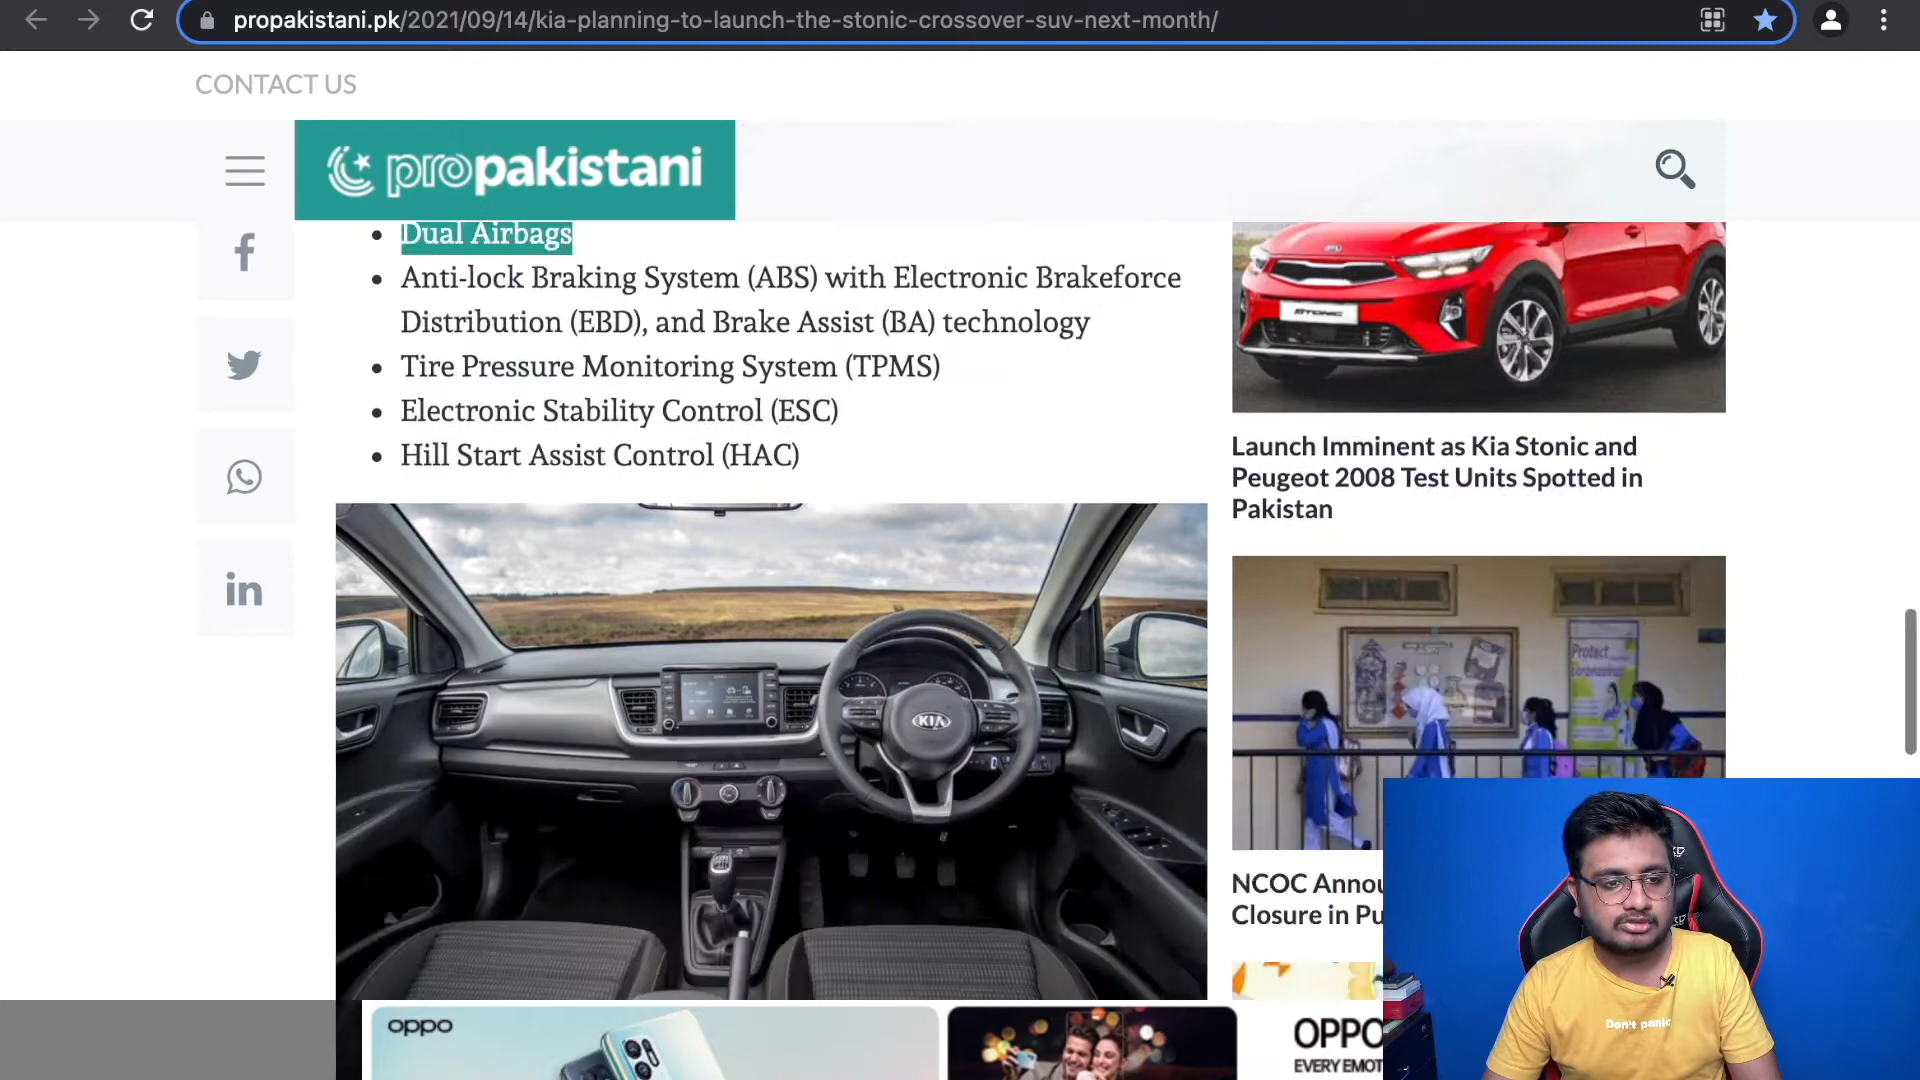 propakistani.pk/2021/09/14/kia-planning-to-launch-the-stonic-crossover-suv-next-month/
CONTACT US
propakistani
Dual Airbags
Anti-lock Braking System (ABS) with Electronic Brakeforce
Distribution (EBD), and Brake Assist (BA) technology
Tire Pressure Monitoring System (TPMS)
Electronic Stability Control (ESC)
Hill Start Assist Control (HAC)
STONIC
Launch Imminent as Kia Stonic and
Peugeot 2008 Test Units Spotted in
Pakistan
Protect
KIA
NCOC Annou
Closure in Pu
oppo
OPPO
EVERY EMOT
Don't panic